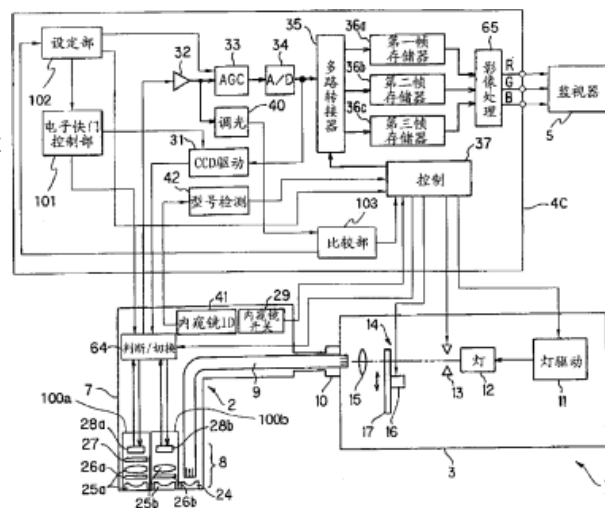 设定部
102
32
33
AGC
34
A/D
35
多路转接器
36a
第一帧存储器
36b
第二帧存储器
36c
第三帧存储器
65
影像处理
R
G
B
监视器
5
电子快门控制部
101
调光
40
31
CCD驱动
42
型号检测
37
控制
103
比较部
4C
41
内窥镜ID
29
内窥镜开关
64
判断/切换
7
100a
100b
28a
28b
27
26a
25a
25b
26b
24
8
2
9
10
14
15
16
17
13
灯
12
灯驱动
11
3